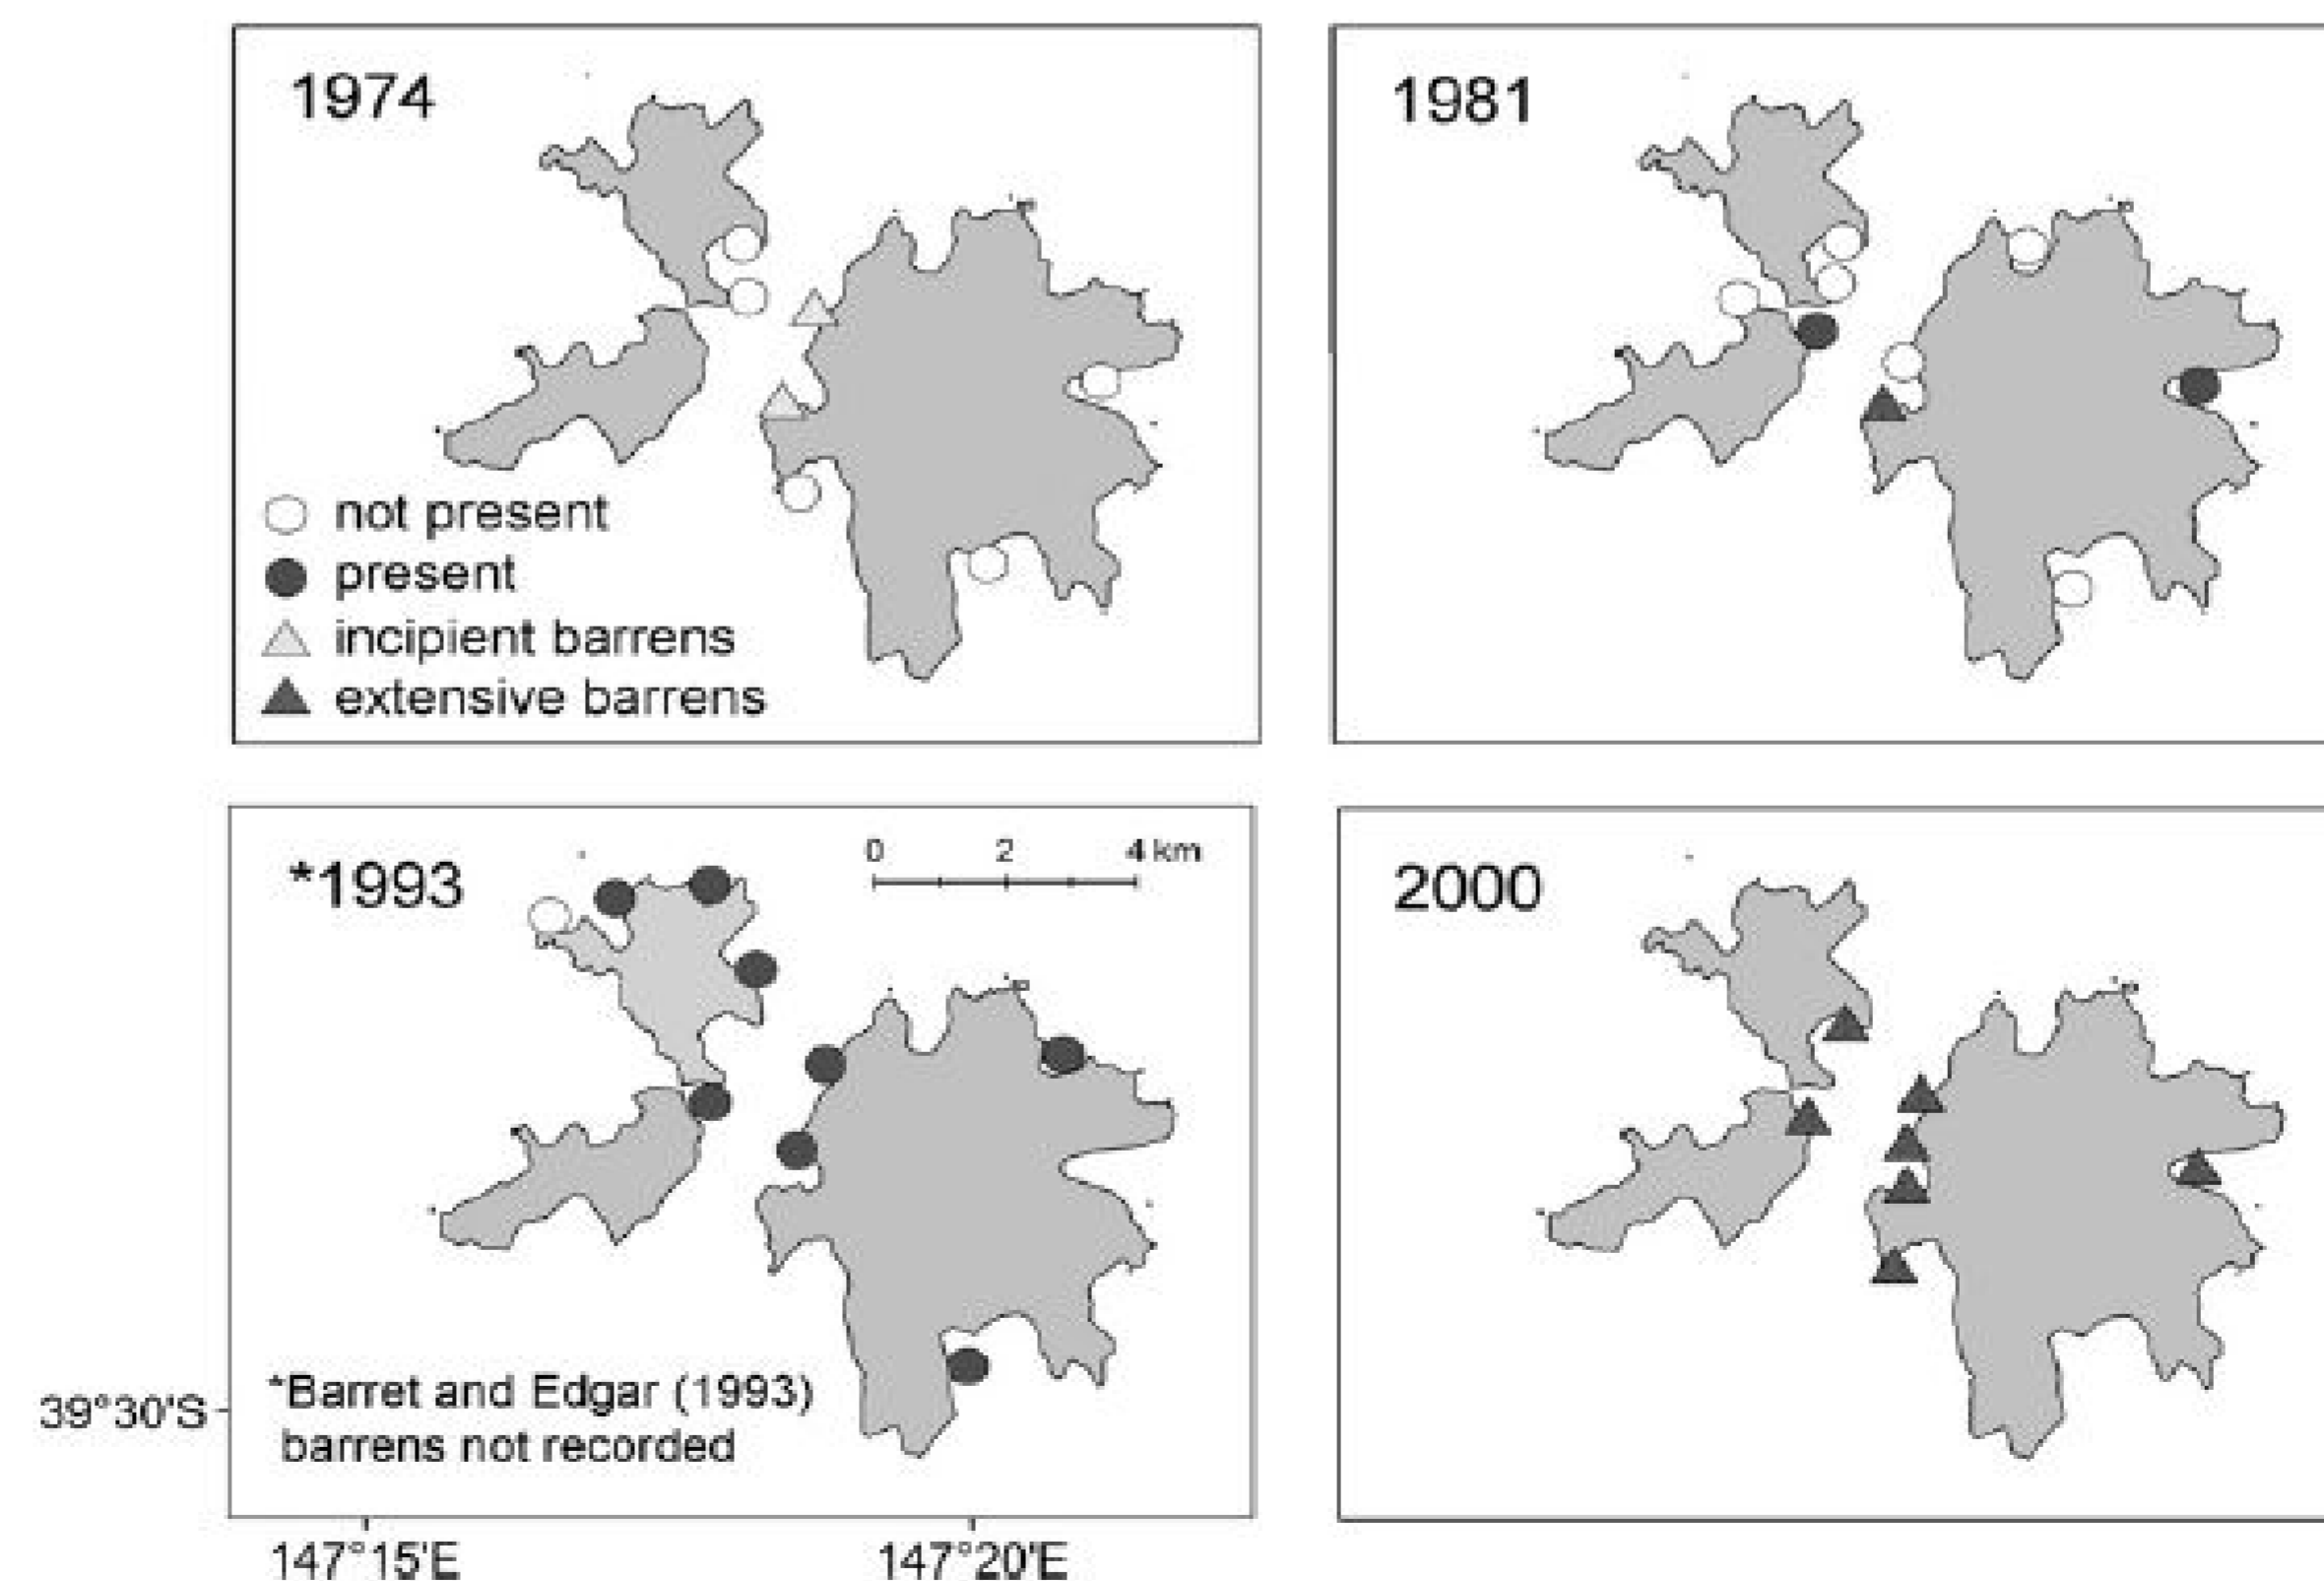 1974
not present
present
incipient barrens
extensive barrens
1981
*1993
0 2 4 km
*Barret and Edgar (1993)
barrens not recorded
39°30'S
147°15'E 147°20'E
2000